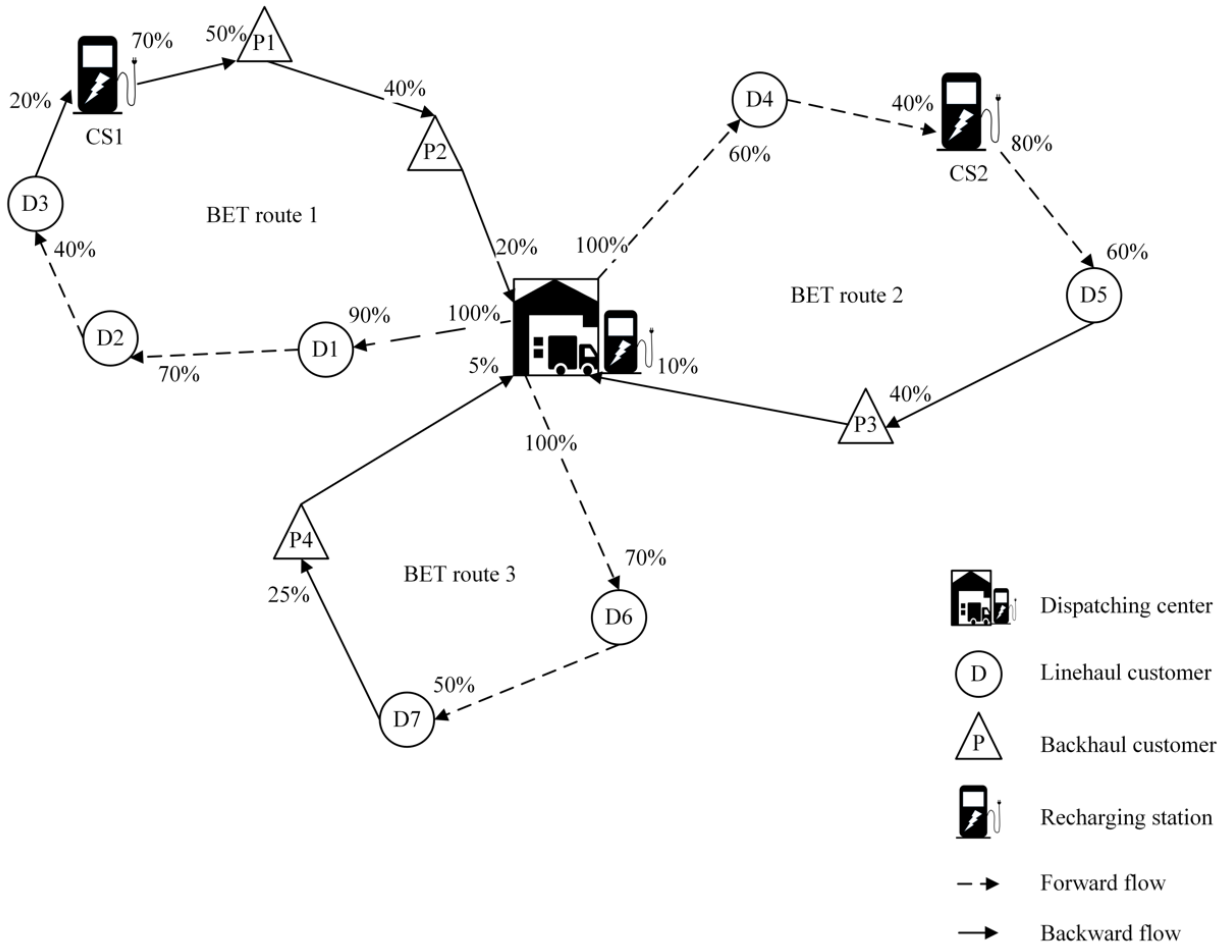 70%
50%
P1
20%
CS1
40%
P2
D3
BET route 1
40%
20%
D2
70%
D1
90%
100%
5%
D4
60%
40%
CS2
80%
100%
60%
D5
BET route 2
10%
40%
P3
100%
P4
25%
BET route 3
70%
D6
50%
D7
Dispatching center
D
Linehaul customer
P
Backhaul customer
Recharging station
Forward flow
Backward flow